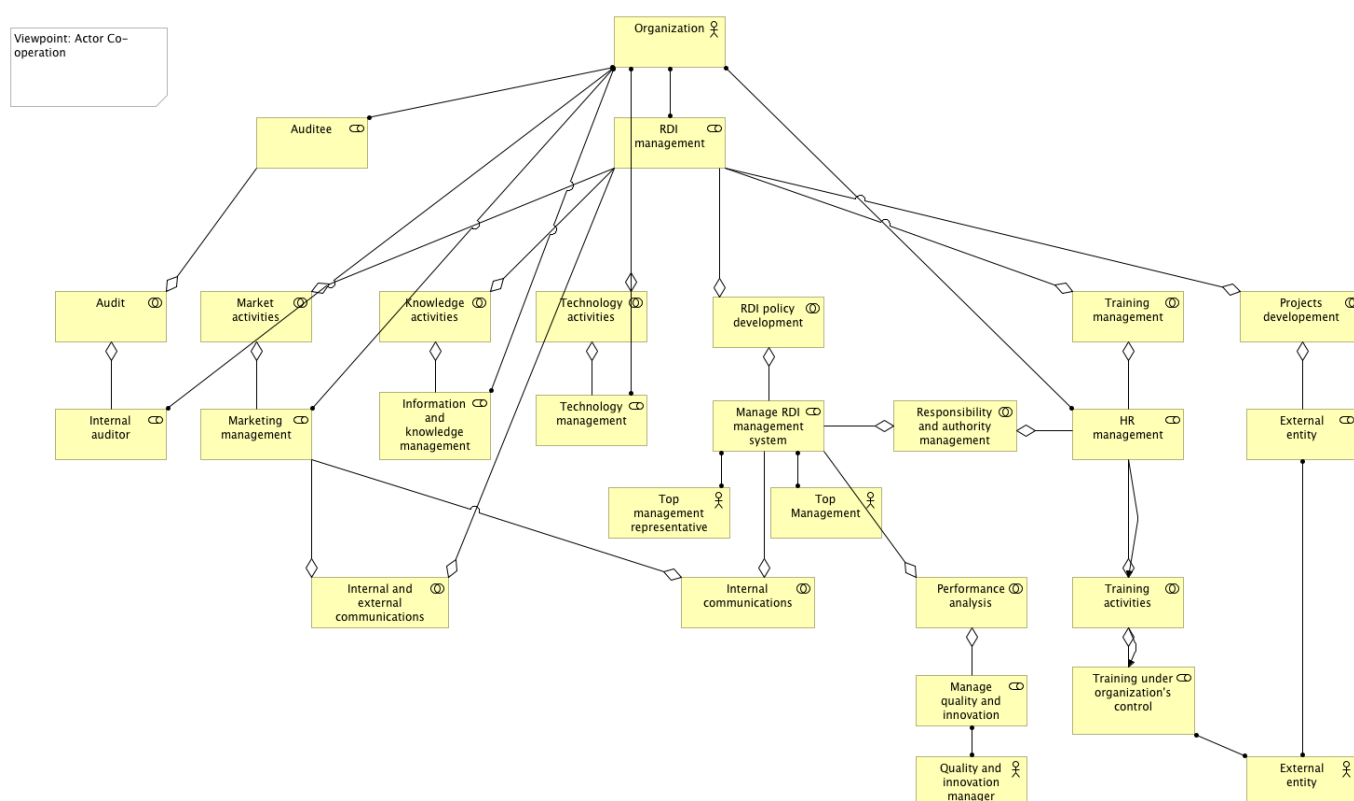 Viewpoint: Actor Co-
operation
Organization
Auditee
RDI
management
Audit
Market
activities
Knowledge
activities
Technology
activities
RDI policy
development
Training
management
Projects
developement
Internal
auditor
Marketing
management
Information
and
knowledge
management
Technology
management
Manage RDI
management
system
Responsibility
and authority
management
HR
management
External
entity
Top
management
representative
Top
Management
Internal and
external
communications
Internal
communications
Performance
analysis
Training
activities
Manage
quality and
innovation
Training under
organization's
control
Quality and
innovation
manager
External
entity